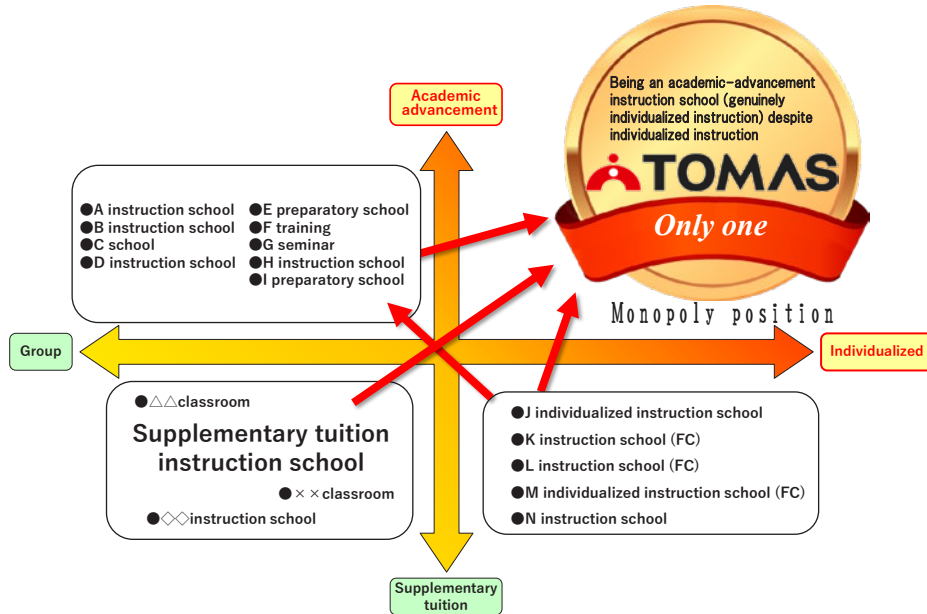 Academic
advancement
Being an academic-advancement
instruction school (genuinely
individualized instruction) despite
individualized instruction
TOMAS
Only one
Monopoly position
●A instruction school
●B instruction school
●C school
●D instruction school
●E preparatory school
●F training
●G seminar
●H instruction school
●I preparatory school
Group
Individualized
●△△classroom
Supplementary tuition
instruction school
●××classroom
●◇◇instruction school
●J individualized instruction school
●K instruction school (FC)
●L instruction school (FC)
●M individualized instruction school (FC)
●N instruction school
Supplementary
tuition